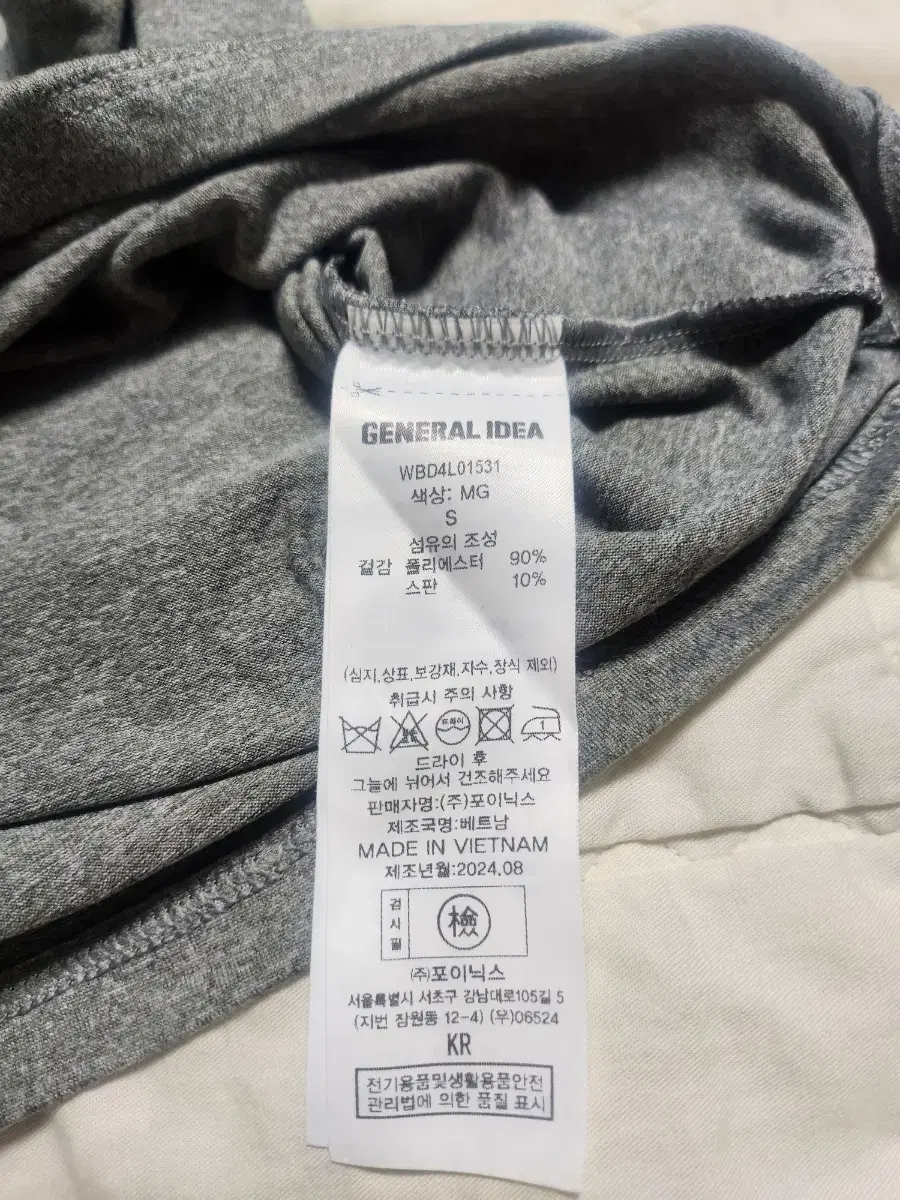 GENERAL IDEA
WBD4L01531
색상: MG
S
섬유의 조성
겉감 폴리에스터 90%
스판 10%
(심지,상표,보강재,자수,장식 제외)
취급시 주의 사항
드라이
1
드라이 후
그늘에 뉘어서 건조해주세요
판매자명:(주)포이닉스
제조국명:베트남
MADE IN VIETNAM
제조년월:2024.08
검사필
檢
(주)포이닉스
서울특별시 서초구 강남대로105길 5
(지번 잠원동 12-4) (우)06524
KR
전기용품및생활용품안전
관리법에 의한 품질 표시